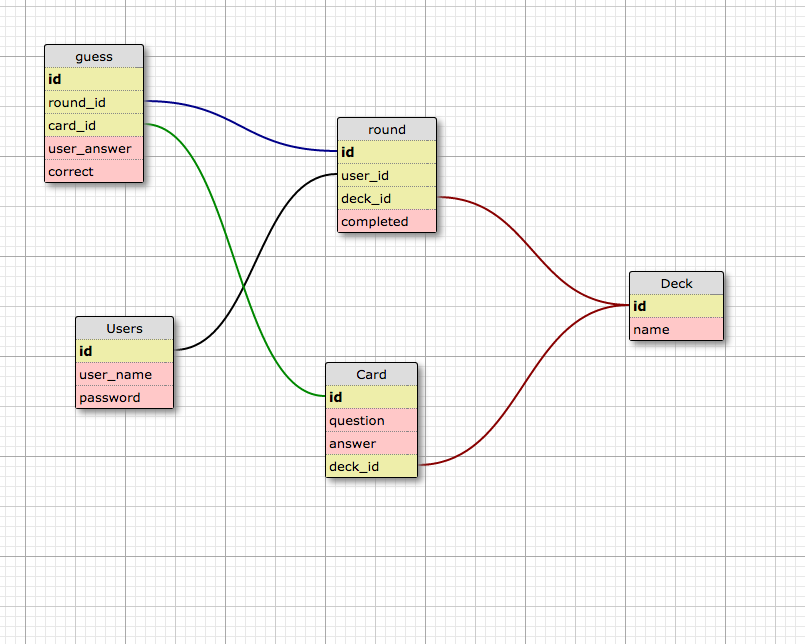 guess
id
round_id
card_id
user_answer
correct
round
id
user_id
deck_id
completed
Deck
id
name
Users
id
user_name
password
Card
id
question
answer
deck_id